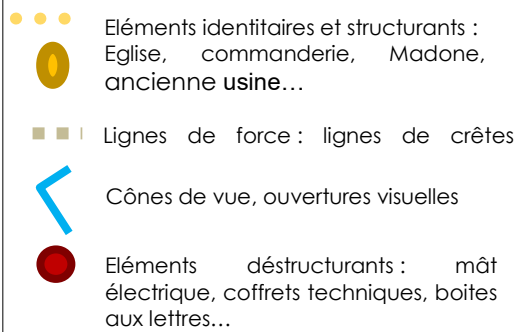 Eléments identitaires et structurants :
Eglise, commanderie, Madone,
ancienne usine…
Lignes de force : lignes de crêtes
Cônes de vue, ouvertures visuelles
Eléments déstructurants : mât
électrique, coffrets techniques, boites
aux lettres…